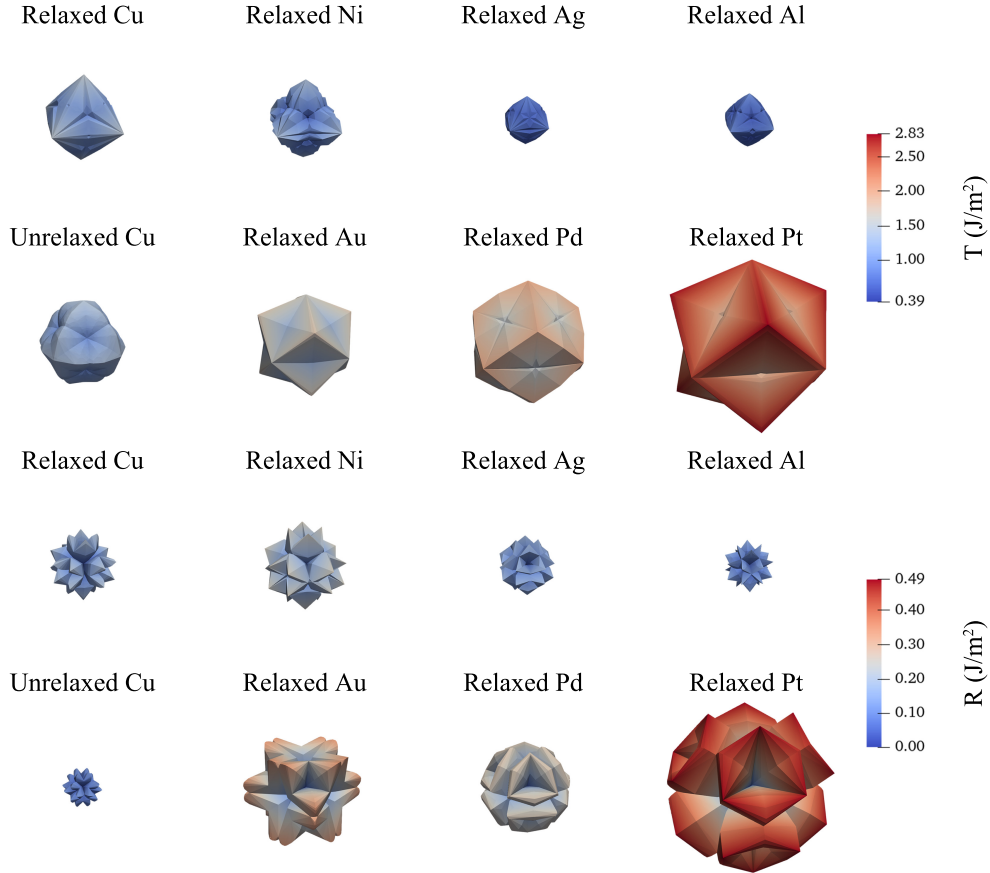 Relaxed Cu Relaxed Ni Relaxed Ag Relaxed Al
2.83
2.50
2.00
1.50
1.00
0.39
T (J/m²)
Unrelaxed Cu Relaxed Au Relaxed Pd Relaxed Pt
Relaxed Cu Relaxed Ni Relaxed Ag Relaxed Al
0.49
0.40
0.30
0.20
0.10
0.00
R (J/m²)
Unrelaxed Cu Relaxed Au Relaxed Pd Relaxed Pt